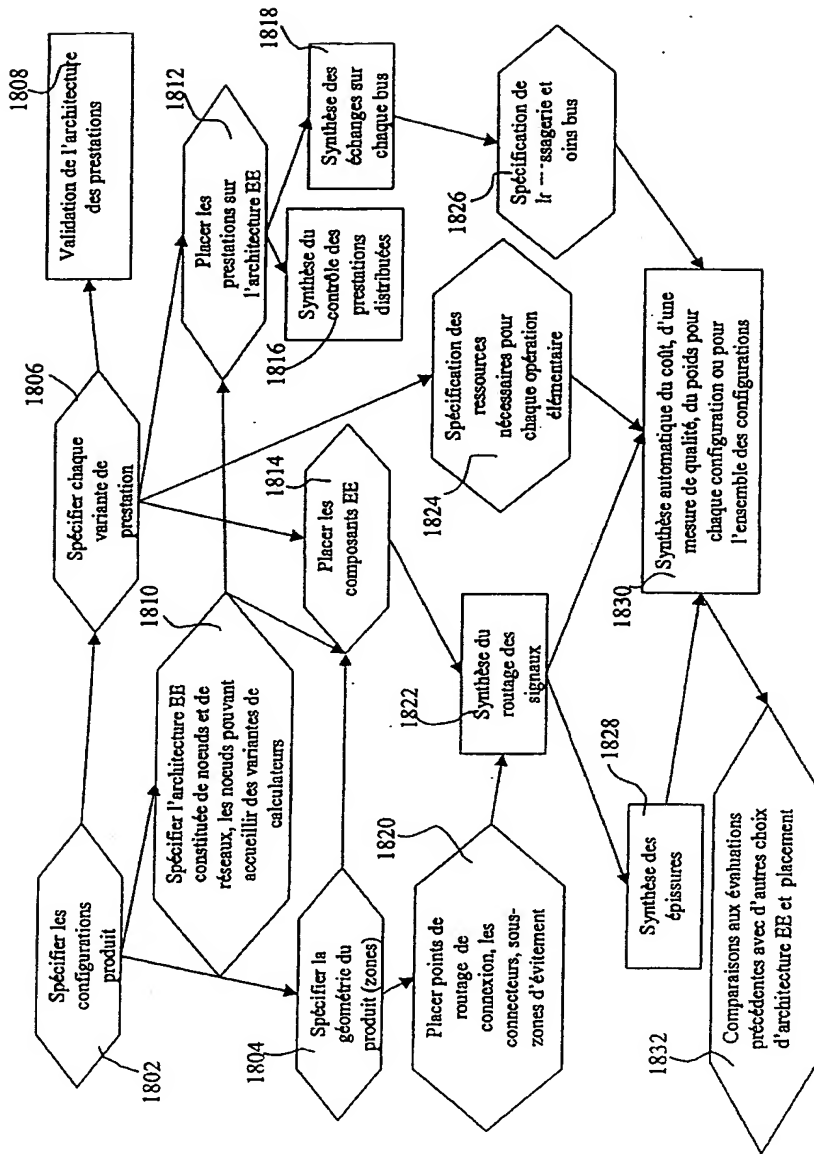 1802
Spécifier les
configurations
produit
1806
Spécifier chaque
variante de
prestation
1808
Validation de l'architecture
des prestations
1810
Spécifier l'architecture EE
constituée de noeuds et de
réseaux, les noeuds pouvant
accueillir des variantes de
calculateurs
1812
Placer les
prestations sur
l'architecture EE
1804
Spécifier la
géométrie du
produit (zones)
1814
Placer les
composants EE
1816
Synthèse du
contrôle des
prestations
distribuées
1818
Synthèse des
échanges sur
chaque bus
1820
Placer points de
routage de
connexion, les
connecteurs, sous-
zones d'évitement
1822
Synthèse du
routage des
signaux
1824
Spécification des
ressources
nécessaires pour
chaque opération
élémentaire
1826
Spécification de
ssagerie et
oins bus
1828
Synthèse des
épissures
1830
Synthèse automatique du coût, d'une
mesure de qualité, du poids pour
chaque configuration ou pour
l'ensemble des configurations
1832
Comparaisons aux évaluations
précédentes avec d'autres choix
d'architecture EE et placement